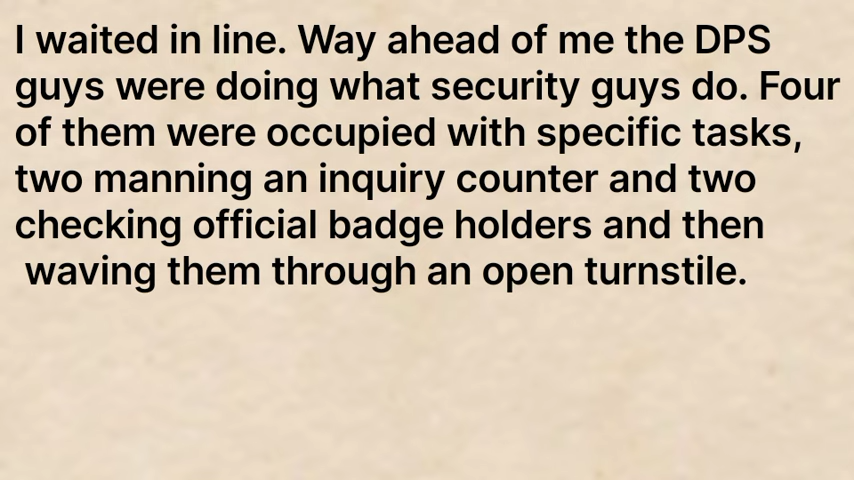 I waited in line. Way ahead of me the DPS
guys were doing what security guys do. Four
of them were occupied with specific tasks,
two manning an inquiry counter and two
checking official badge holders and then
waving them through an open turnstile.